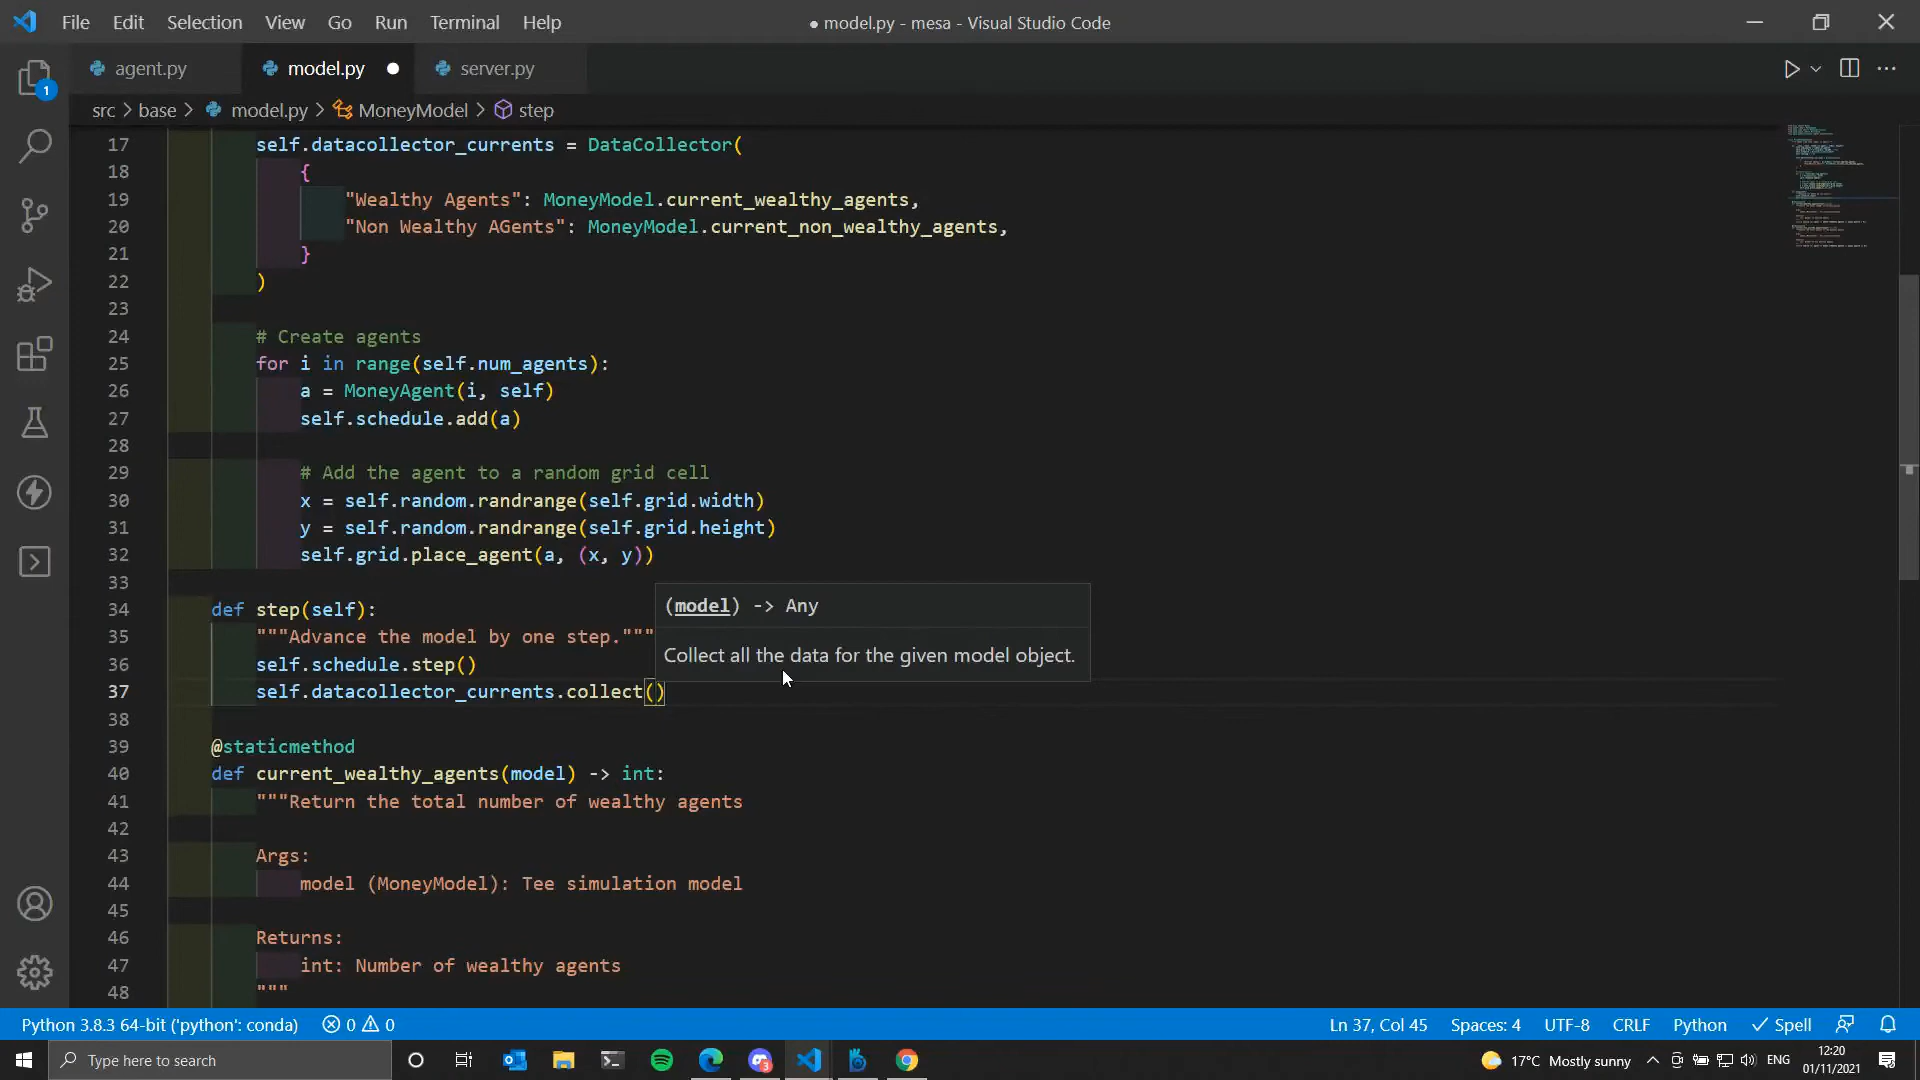 File Edit Selection View Go Run Terminal Help
● model.py - mesa - Visual Studio Code
agent.py
model.py ●
server.py
src > base > model.py > MoneyModel > step
1
17 self.datacollector_currents = DataCollector(
18 {
19 "Wealthy Agents": MoneyModel.current_wealthy_agents,
20 "Non Wealthy AGents": MoneyModel.current_non_wealthy_agents,
21 }
22 )
23
24 # Create agents
25 for i in range(self.num_agents):
26 a = MoneyAgent(i, self)
27 self.schedule.add(a)
28
29 # Add the agent to a random grid cell
30 x = self.random.randrange(self.grid.width)
31 y = self.random.randrange(self.grid.height)
32 self.grid.place_agent(a, (x, y))
33
34 def step(self):
(model) -> Any
35 """Advance the model by one step."""
Collect all the data for the given model object.
36 self.schedule.step()
37 self.datacollector_currents.collect()
38
39 @staticmethod
40 def current_wealthy_agents(model) -> int:
41 """Return the total number of wealthy agents
42
43 Args:
44 model (MoneyModel): Tee simulation model
45
46 Returns:
47 int: Number of wealthy agents
48 """
Python 3.8.3 64-bit ('python': conda) 0 0
Ln 37, Col 45 Spaces: 4 UTF-8 CRLF Python Spell
Type here to search
3
17°C Mostly sunny
ENG
12:20
01/11/2021